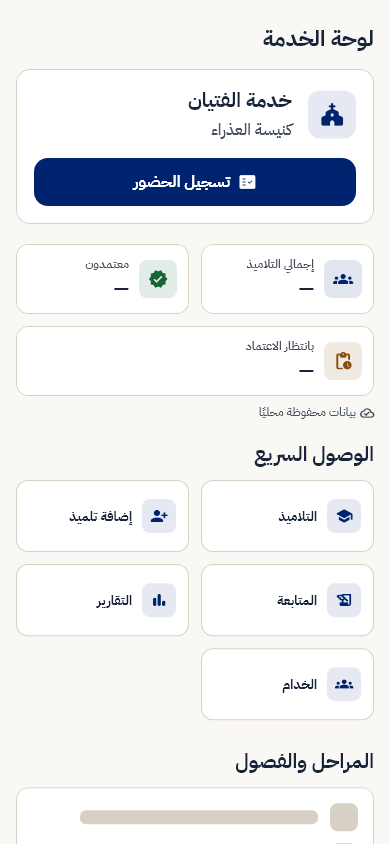 لوحة الخدمة
خدمة الفتيان
كنيسة العذراء
تسجيل الحضور
إجمالي التلاميذ
—
معتمدون
—
بانتظار الاعتماد
—
بيانات محفوظة محليًا
الوصول السريع
التلاميذ
إضافة تلميذ
المتابعة
التقارير
الخدام
المراحل والفصول